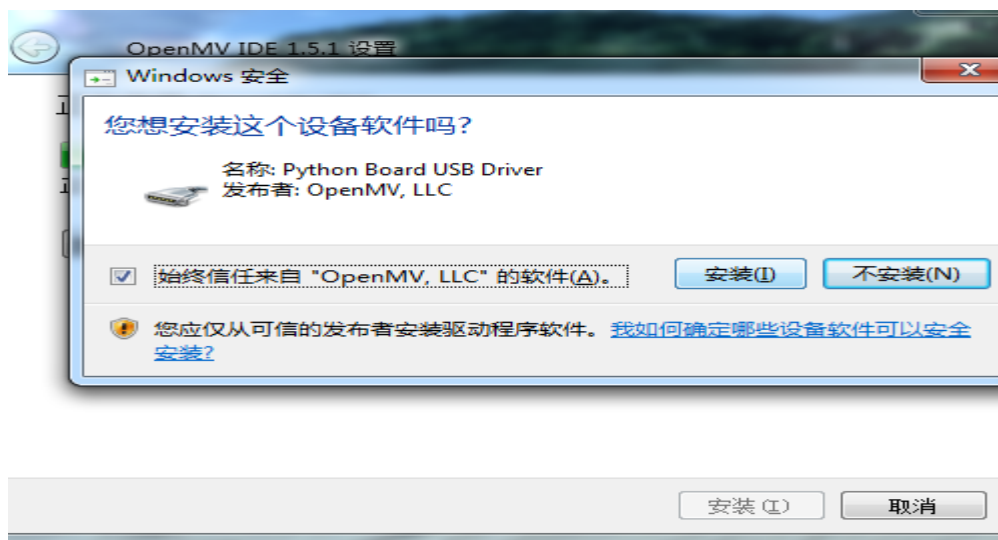 OpenMV IDE 1.5.1 设置
Windows 安全
您想安装这个设备软件吗?
名称: Python Board USB Driver
发布者: OpenMV, LLC
始终信任来自 "OpenMV, LLC" 的软件(A)。
安装(I)
不安装(N)
您应仅从可信的发布者安装驱动程序软件。我如何确定哪些设备软件可以安全
安装?
安装(I)
取消